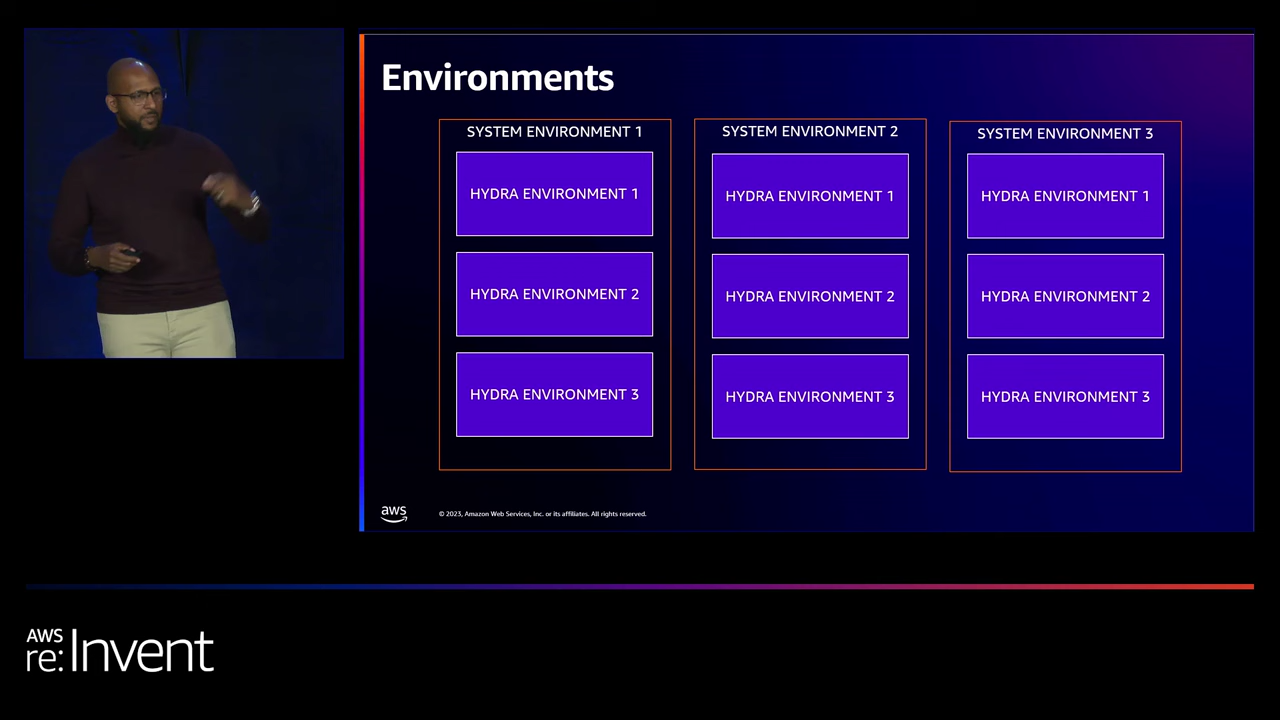 Environments
SYSTEM ENVIRONMENT 1
HYDRA ENVIRONMENT 1
HYDRA ENVIRONMENT 2
HYDRA ENVIRONMENT 3
SYSTEM ENVIRONMENT 2
HYDRA ENVIRONMENT 1
HYDRA ENVIRONMENT 2
HYDRA ENVIRONMENT 3
SYSTEM ENVIRONMENT 3
HYDRA ENVIRONMENT 1
HYDRA ENVIRONMENT 2
HYDRA ENVIRONMENT 3
aws
© 2023, Amazon Web Services, Inc. or its affiliates. All rights reserved.
AWS
re:Invent